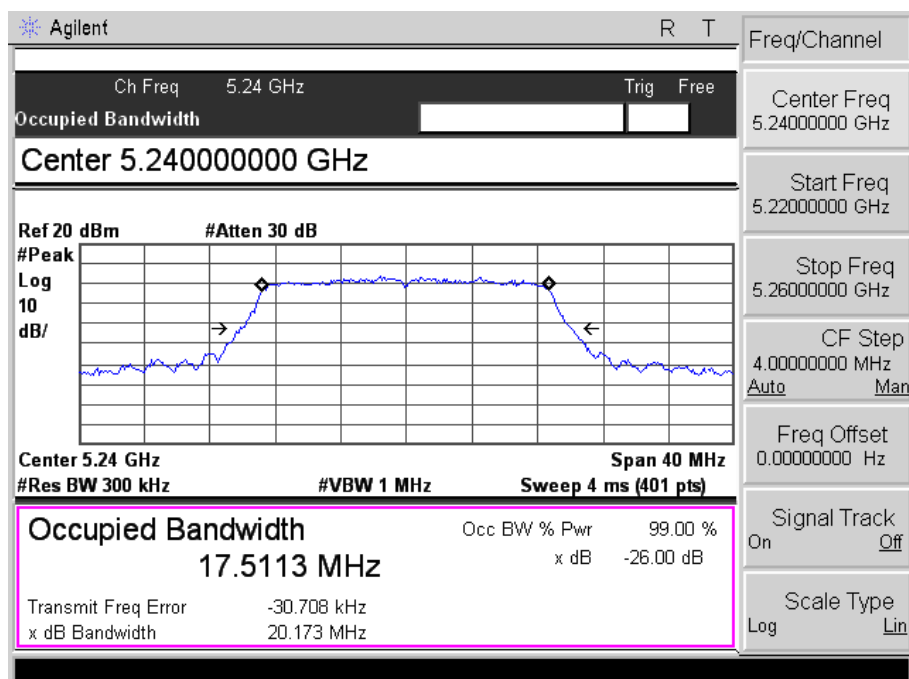 Agilent
R T
Ch Freq 5.24 GHz Trig Free
Occupied Bandwidth
Center 5.240000000 GHz
Ref 20 dBm #Atten 30 dB
#Peak
Log
10
dB/
Center 5.24 GHz Span 40 MHz
#Res BW 300 kHz #VBW 1 MHz Sweep 4 ms (401 pts)
Occupied Bandwidth
17.5113 MHz
Occ BW % Pwr 99.00 %
x dB -26.00 dB
Transmit Freq Error -30.708 kHz
x dB Bandwidth 20.173 MHz
Freq/Channel
Center Freq
5.24000000 GHz
Start Freq
5.22000000 GHz
Stop Freq
5.26000000 GHz
CF Step
4.00000000 MHz
Auto Man
Freq Offset
0.00000000 Hz
Signal Track
On Off
Scale Type
Log Lin